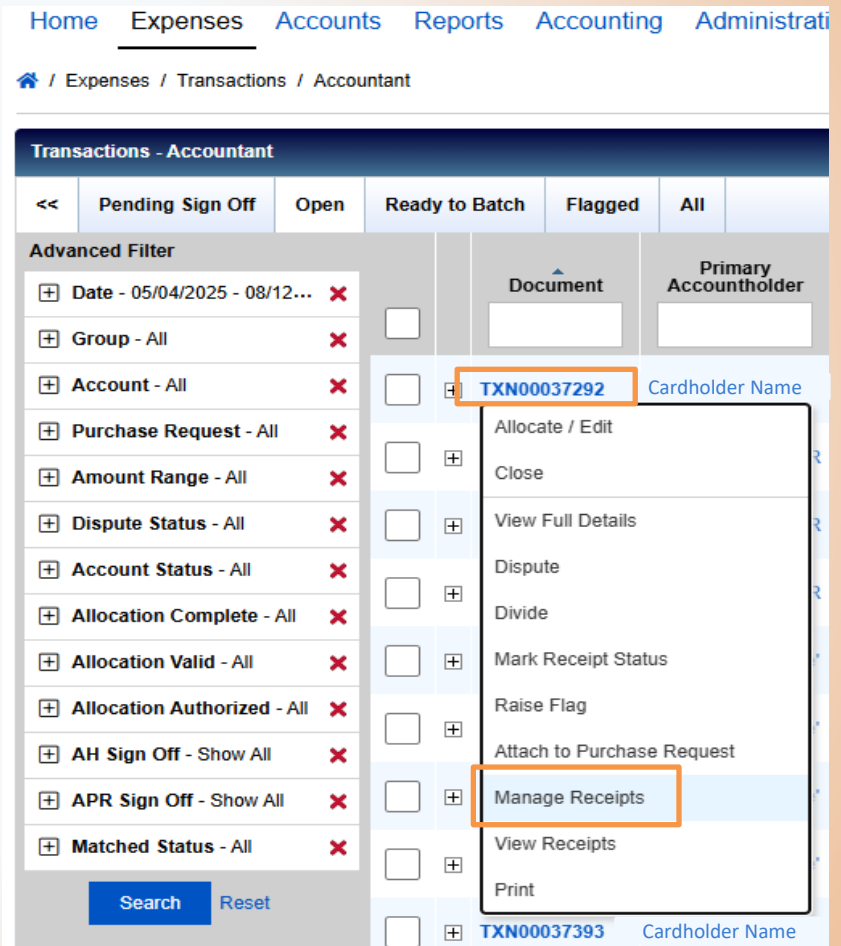 Home Expenses Accounts Reports Accounting
/ Expenses / Transactions / Accountant
Transactions - Accountant
<< Pending Sign Off Open Ready to Batch Flagged All
Advanced Filter
Document
Primary Accountholder
Date - 05/04/2025 - 08/12...
Group - All
Account - All
Purchase Request - All
Amount Range - All
Dispute Status - All
Account Status - All
Allocation Complete - All
Allocation Valid - All
Allocation Authorized - All
AH Sign Off - Show All
APR Sign Off - Show All
Matched Status - All
Search Reset
TXN00037292 Cardholder Name
Allocate / Edit
Close
View Full Details
Dispute
Divide
Mark Receipt Status
Raise Flag
Attach to Purchase Request
Manage Receipts
View Receipts
Print
TXN00037393 Cardholder Name